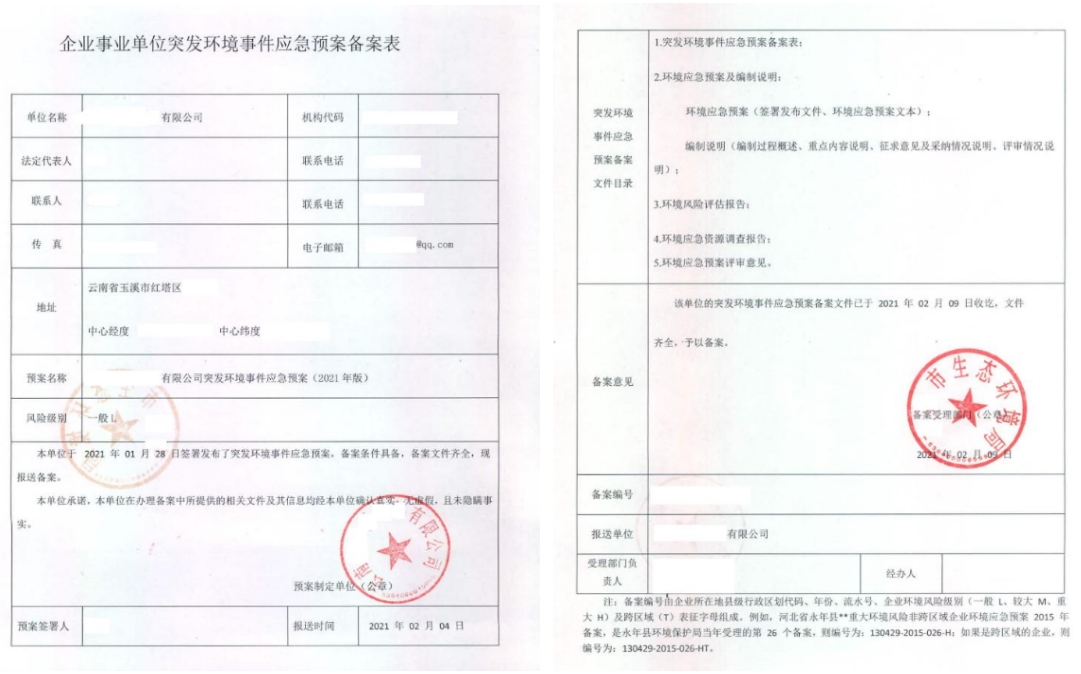 企业事业单位突发环境事件应急预案备案表
单位名称 有限公司 机构代码
法定代表人 联系电话
联系人 联系电话
传 真 电子邮箱 @qq.com
地址 云南省玉溪市红塔区
中心经度 中心纬度
预案名称 有限公司突发环境事件应急预案（2021年版）
风险级别 一般 L
本单位于 2021 年 01 月 28 日签署发布了突发环境事件应急预案，备案条件具备，备案文件齐全，现
报送备案。
本单位承诺，本单位在办理备案中所提供的相关文件及其信息均经本单位确认真实，无虚假，且未隐瞒事
实。
有限公司
预案制定单位（公章）
预案签署人 报送时间 2021 年 02 月 04 日
突发环境
事件应急
预案备案
文件目录
1.突发环境事件应急预案备案表；
2.环境应急预案及编制说明；
环境应急预案（签署发布文件、环境应急预案文本）；
编制说明（编制过程概述、重点内容说明、征求意见及采纳情况说明、评审情况说
明）；
3.环境风险评估报告；
4.环境应急资源调查报告；
5.环境应急预案评审意见。
备案意见
该单位的突发环境事件应急预案备案文件已于 2021 年 02 月 09 日收讫，文件
齐全，予以备案。
市生态环境局
备案受理部门（公章）
2021 年 02 月 09 日
备案编号
报送单位 有限公司
受理部门负
责人
经办人
注：备案编号由企业所在地县级行政区划代码、年份、流水号、企业环境风险级别（一般 L、较大 M、重
大 H）及跨区域（T）表征字母组成。例如，河北省永年县**重大环境风险非跨区域企业环境应急预案 2015 年
备案，是永年县环境保护局当年受理的第 26 个备案，则编号为：130429-2015-026-H；如果是跨区域的企业，则
编号为：130429-2015-026-HT。